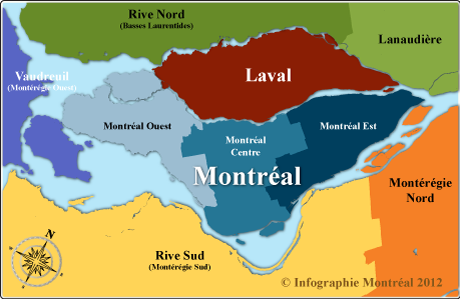 Rive Nord
(Basses Laurentides)
Lanaudière
Vaudreuil
(Montérégie Ouest)
Laval
Montréal Ouest
Montréal
Centre
Montréal Est
Montréal
Montérégie
Nord
Rive Sud
(Montérégie Sud)
N
© Infographie Montréal 2012